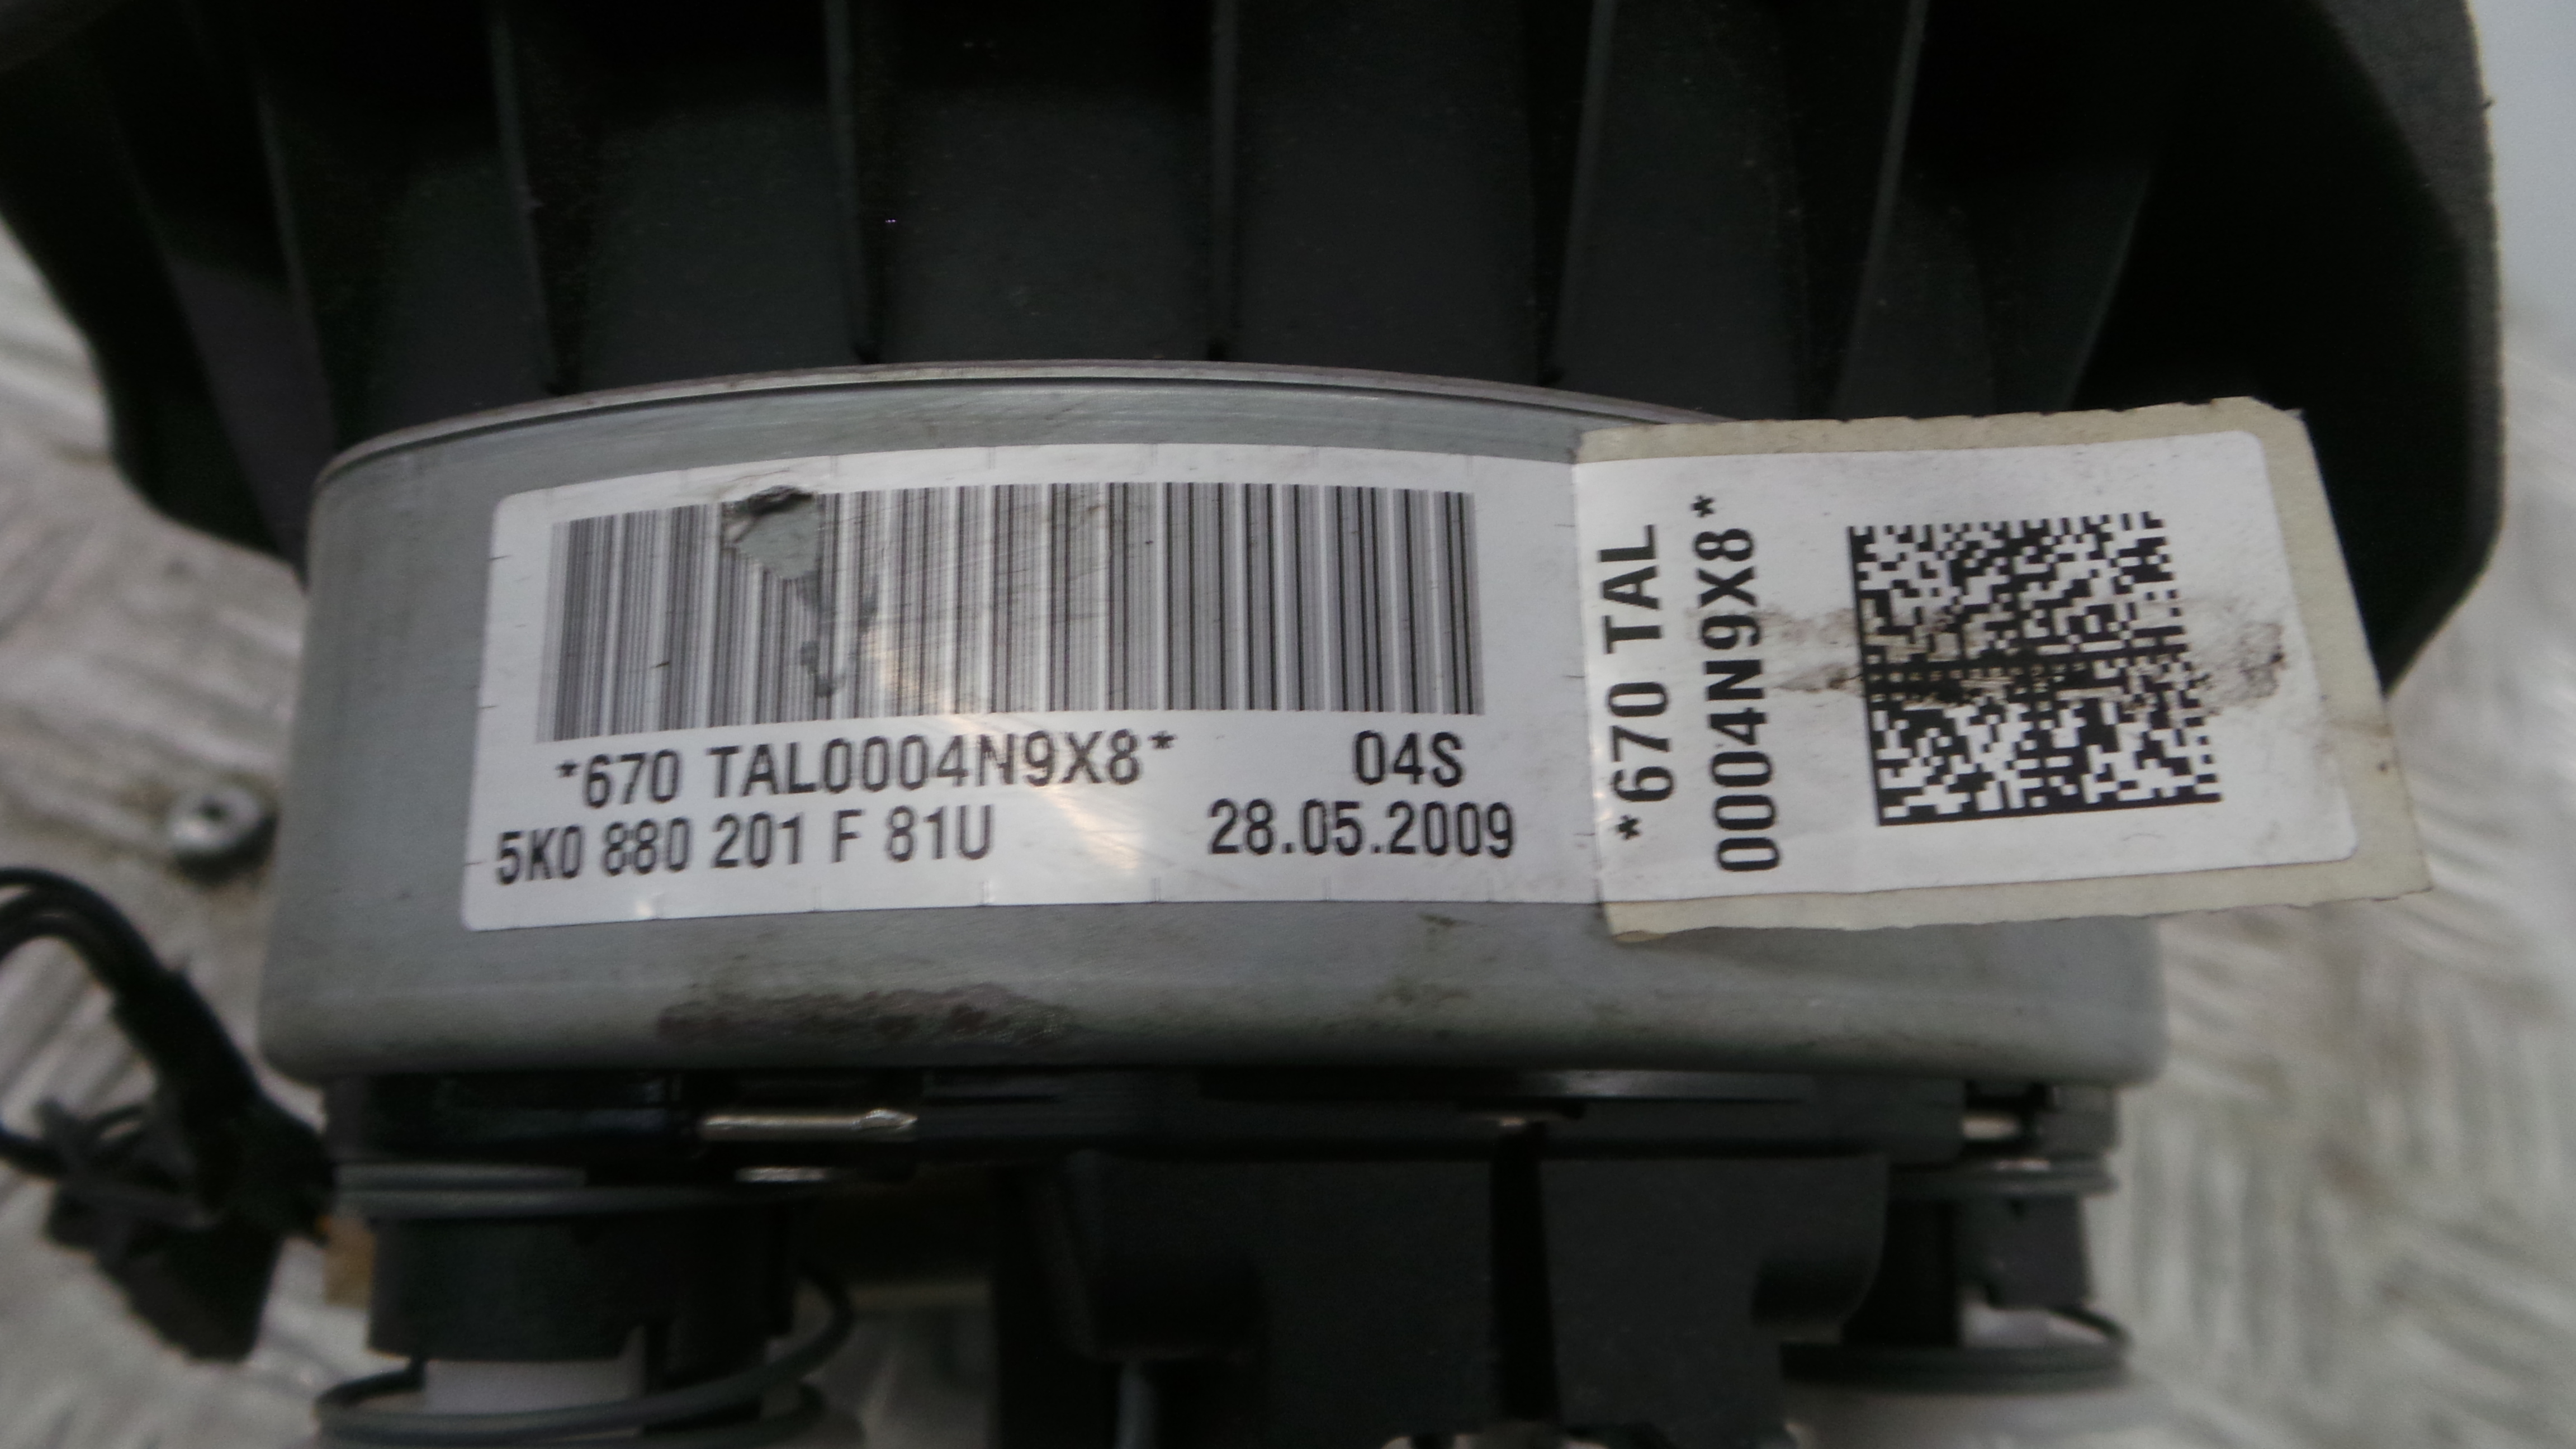 *670 TAL0004N9X8* 04S
5K0 880 201 F 81U 28.05.2009
*670 TAL
0004N9X8*